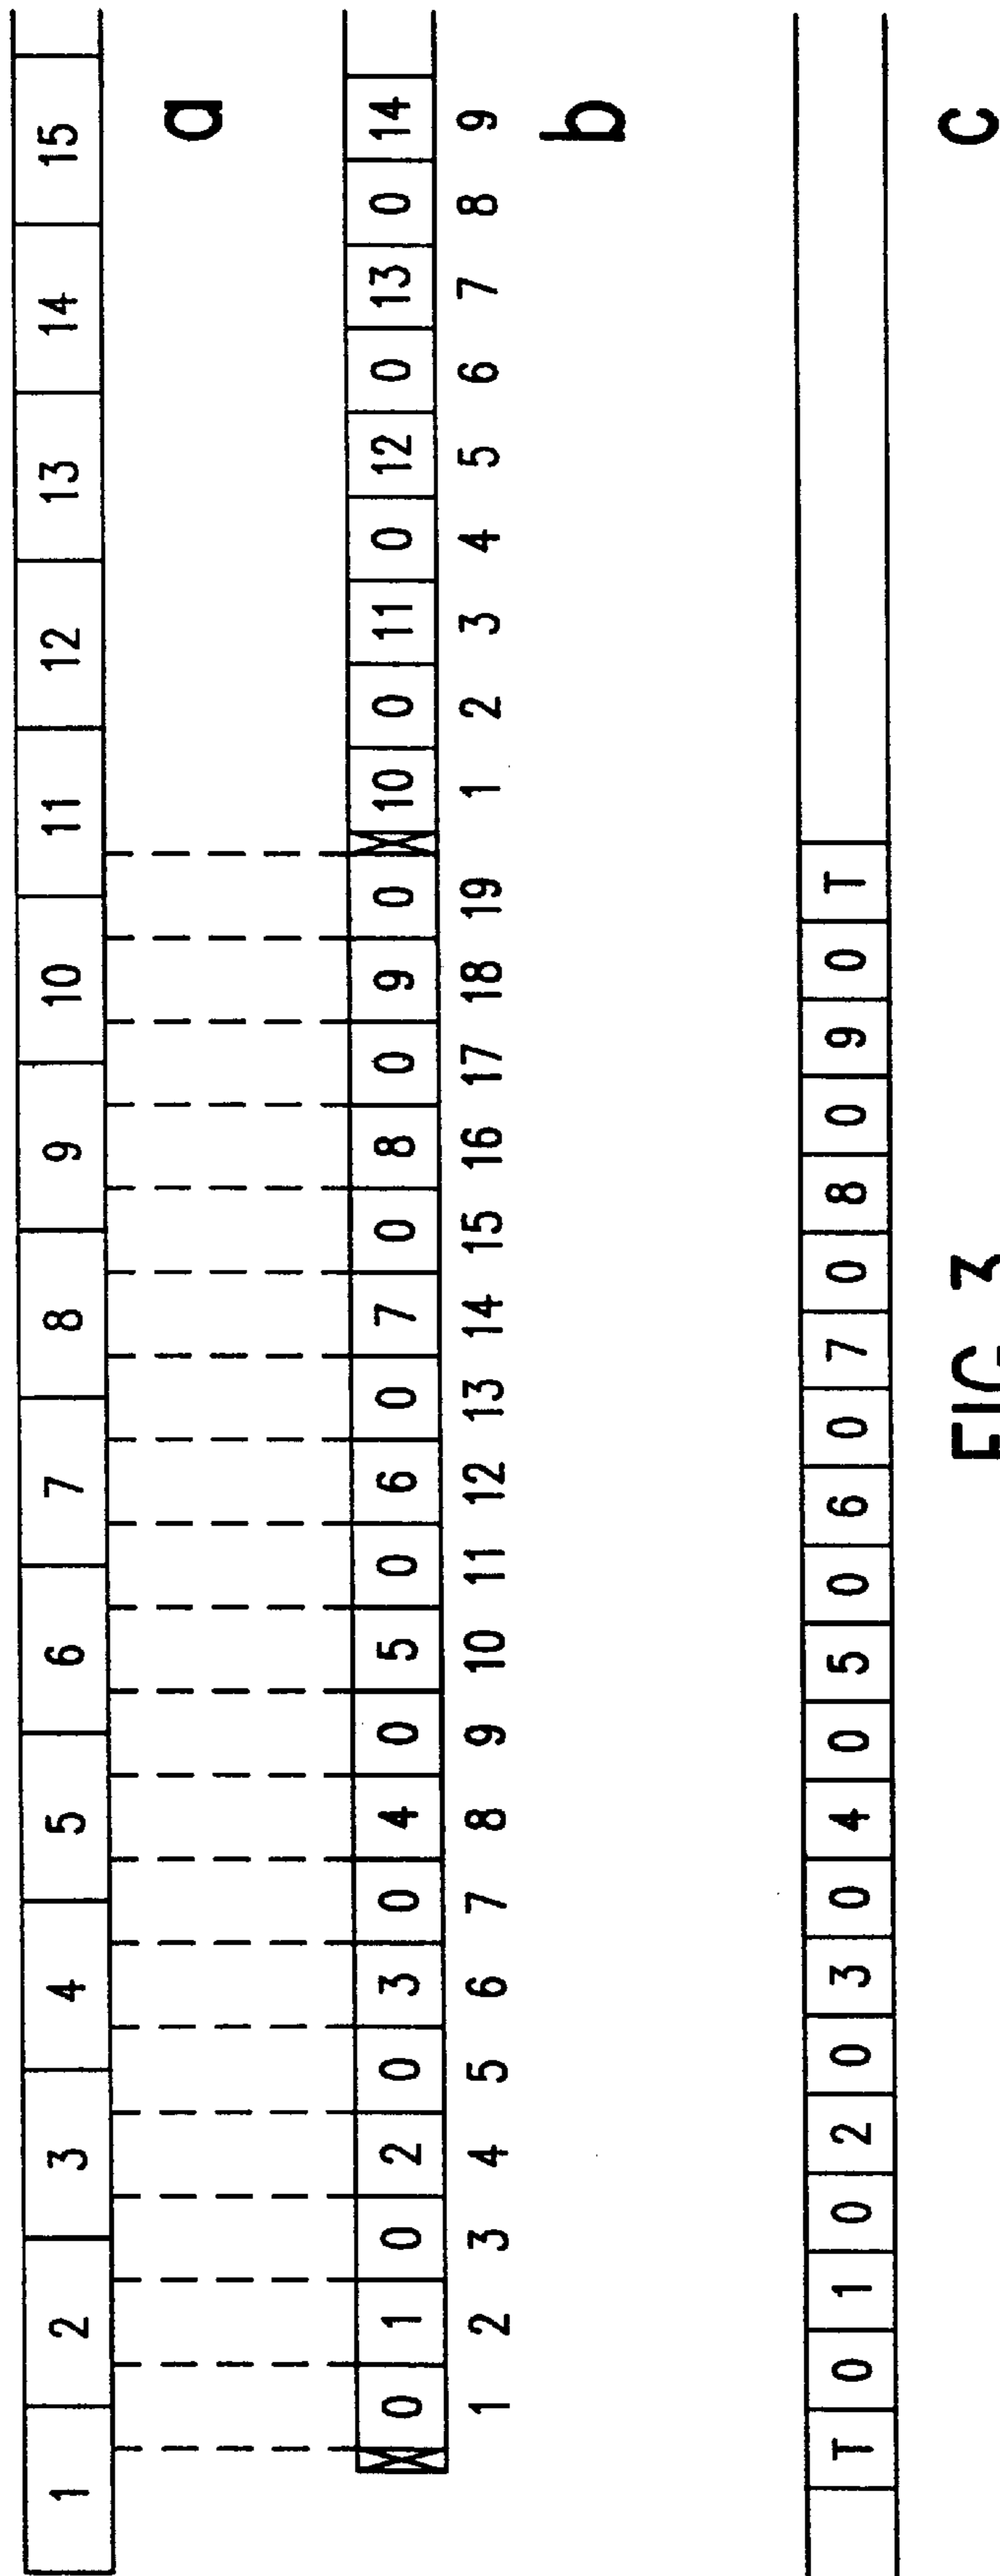 1 2 3 4 5 6 7 8 9 10 11 12 13 14 15
a
0 1 0 2 0 3 0 4 0 5 0 6 0 7 0 8 0 9 0 10 0 11 0 12 0 13 0 14
1 2 3 4 5 6 7 8 9 10 11 12 13 14 15 16 17 18 19 1 2 3 4 5 6 7 8 9
b
T 0 1 0 2 0 3 0 4 0 5 0 6 0 7 0 8 0 9 0 T
c
FIG 3